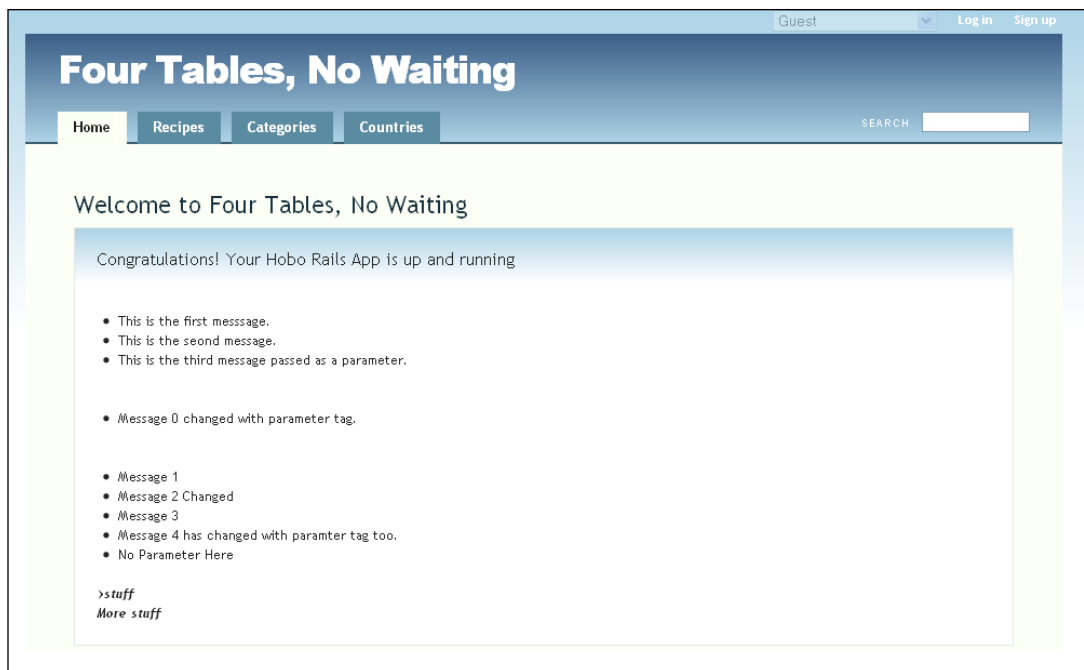 Guest Log in Sign up
Four Tables, No Waiting
Home Recipes Categories Countries SEARCH
Welcome to Four Tables, No Waiting
Congratulations! Your Hobo Rails App is up and running
• This is the first messsage.
• This is the seond message.
• This is the third message passed as a parameter.
• Message 0 changed with parameter tag.
• Message 1
• Message 2 Changed
• Message 3
• Message 4 has changed with paramter tag too.
• No Parameter Here
>stuff
More stuff